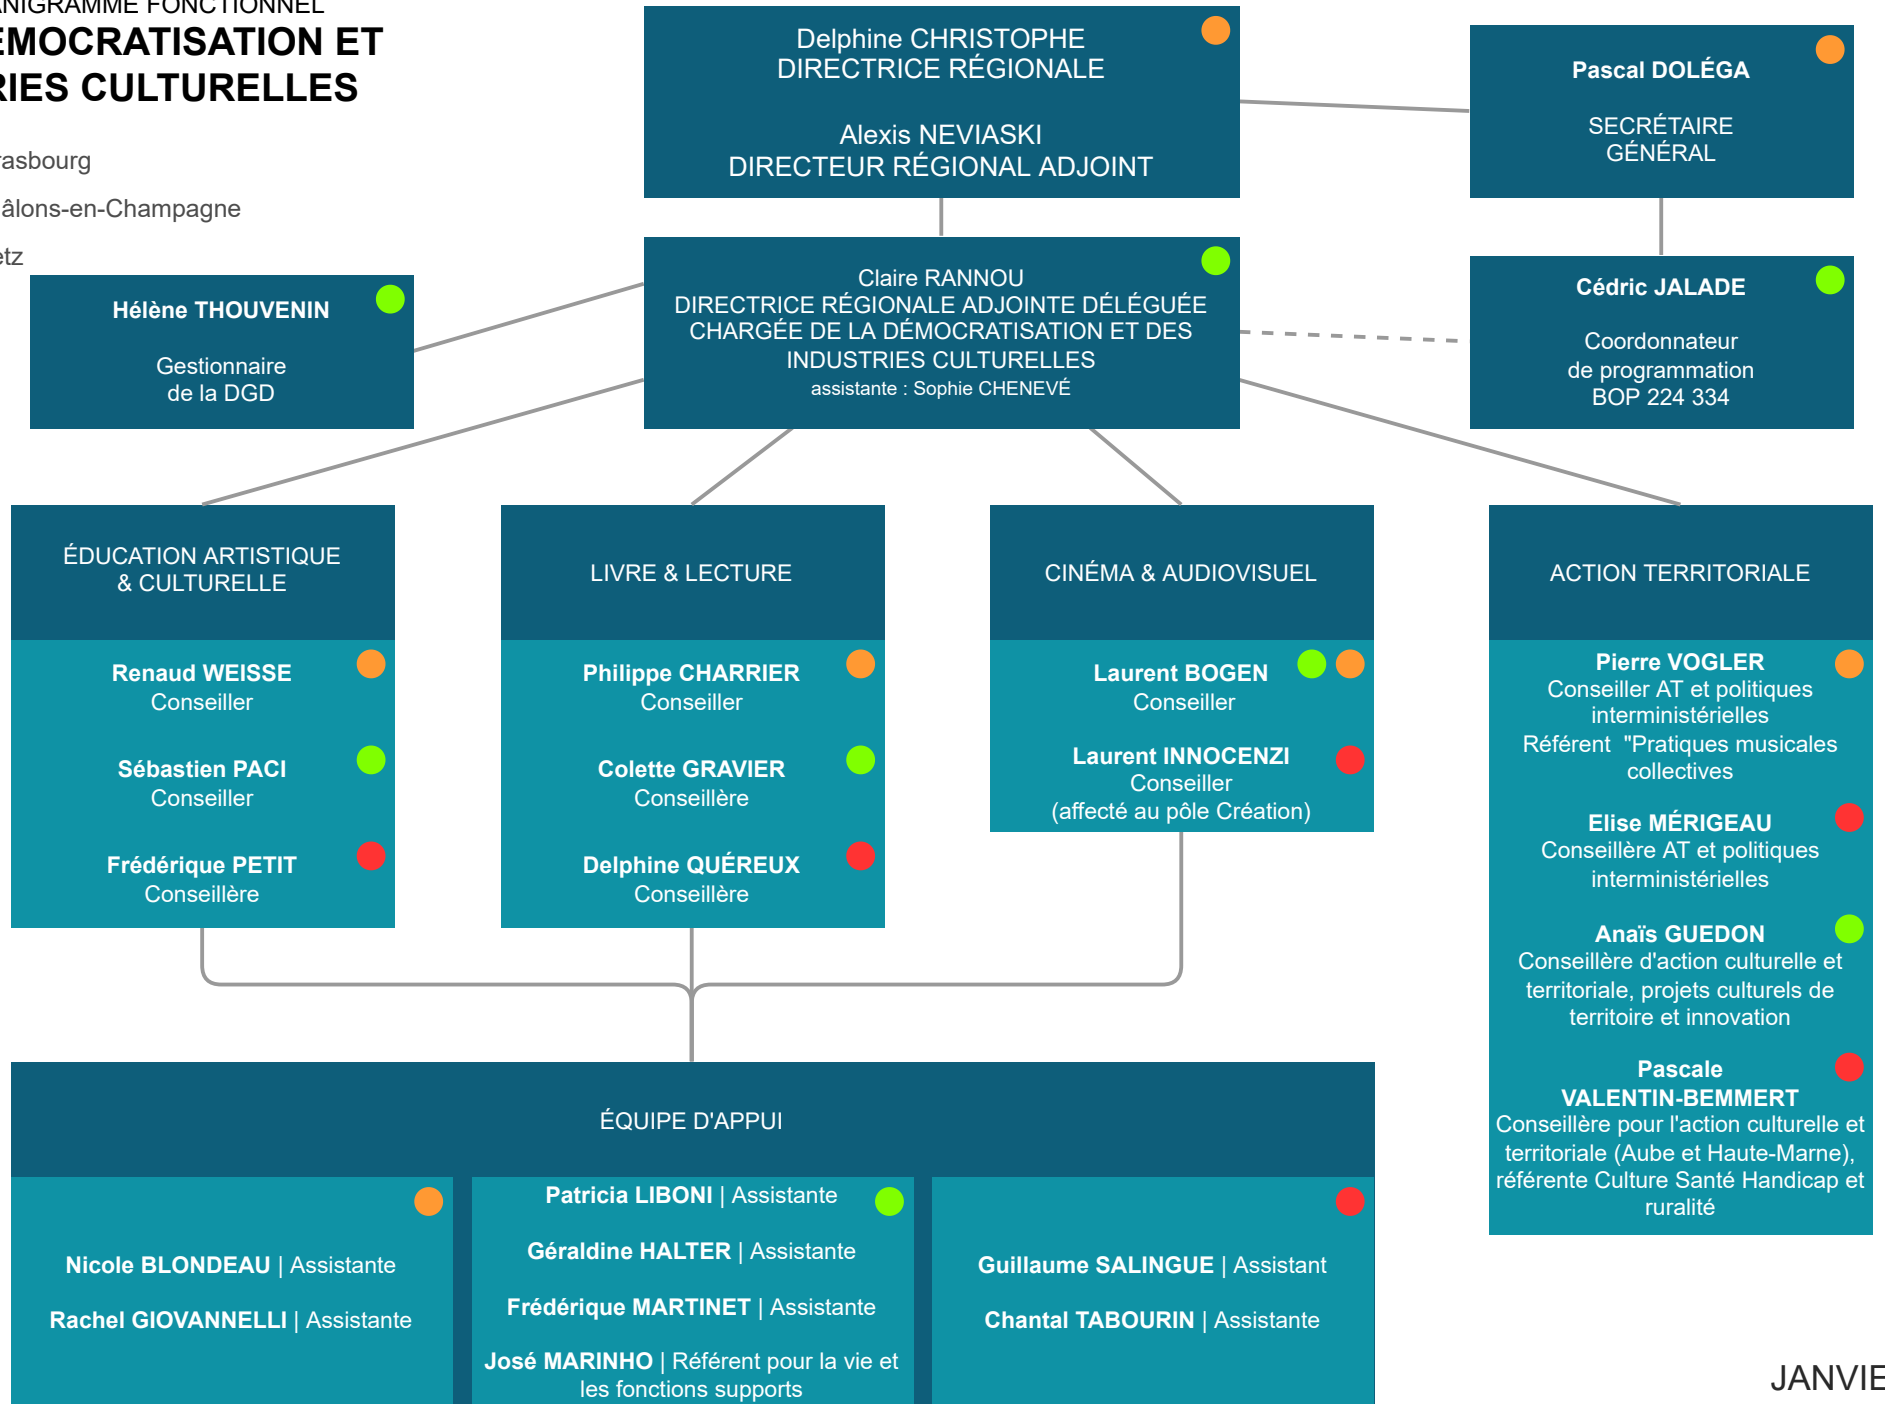 ANIGRAMME FONCTIONNEL
ÉMOCRATISATION ET
RIES CULTURELLES
rasbourg
âlons-en-Champagne
etz
Delphine CHRISTOPHE
DIRECTRICE RÉGIONALE
Alexis NEVIASKI
DIRECTEUR RÉGIONAL ADJOINT
Pascal DOLÉGA
SECRÉTAIRE
GÉNÉRAL
Hélène THOUVENIN
Gestionnaire
de la DGD
Claire RANNOU
DIRECTRICE RÉGIONALE ADJOINTE DÉLÉGUÉE
CHARGÉE DE LA DÉMOCRATISATION ET DES
INDUSTRIES CULTURELLES
assistante : Sophie CHENEVÉ
Cédric JALADE
Coordonnateur
de programmation
BOP 224 334
ÉDUCATION ARTISTIQUE
& CULTURELLE
Renaud WEISSE
Conseiller
Sébastien PACI
Conseiller
Frédérique PETIT
Conseillère
LIVRE & LECTURE
Philippe CHARRIER
Conseiller
Colette GRAVIER
Conseillère
Delphine QUÉREUX
Conseillère
CINÉMA & AUDIOVISUEL
Laurent BOGEN
Conseiller
Laurent INNOCENZI
Conseiller
(affecté au pôle Création)
ACTION TERRITORIALE
Pierre VOGLER
Conseiller AT et politiques
interministérielles
Référent "Pratiques musicales
collectives
Elise MÉRIGEAU
Conseillère AT et politiques
interministérielles
Anaïs GUEDON
Conseillère d'action culturelle et
territoriale, projets culturels de
territoire et innovation
Pascale
VALENTIN-BEMMERT
Conseillère pour l'action culturelle et
territoriale (Aube et Haute-Marne),
référente Culture Santé Handicap et
ruralité
ÉQUIPE D'APPUI
Nicole BLONDEAU | Assistante
Rachel GIOVANNELLI | Assistante
Patricia LIBONI | Assistante
Géraldine HALTER | Assistante
Frédérique MARTINET | Assistante
José MARINHO | Référent pour la vie et
les fonctions supports
Guillaume SALINGUE | Assistant
Chantal TABOURIN | Assistante
JANVIE